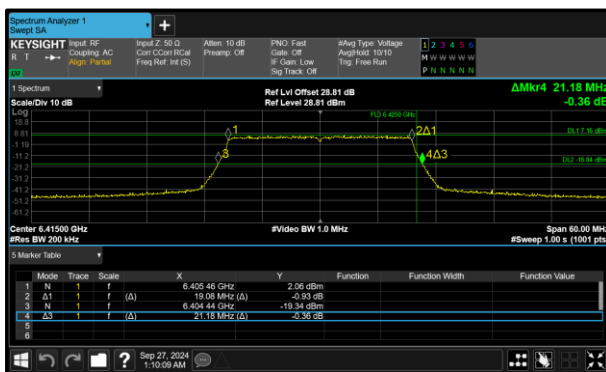 Spectrum Analyzer 1
Swept SA
KEYSIGHT Input: RF Input Z: 50 Ω Atten: 10 dB PNO: Fast #Avg Type: Voltage 1 2 3 4 5 6
R T Coupling: AC Corr CCorr RCal Preamp: Off Gate: Off Avg|Hold: 10/10 M W W W W W
Align: Partial Freq Ref: Int (S) IF Gain: Low Trig: Free Run P N N N N N
Sig Track: Off
1 Spectrum Ref Lvl Offset 28.81 dB ΔMkr4 21.18 MHz
Scale/Div 10 dB Ref Level 28.81 dBm -0.36 dB
Log
18.8 FLD 6.4250 GHz
8.81 1 2Δ1 DL1 7.16 dBm
-1.19
-11.2 3 4Δ3 DL2 -18.84 dBm
-21.2
-31.2
-41.2
-51.2
-61.2
Center 6.41500 GHz #Video BW 1.0 MHz Span 60.00 MHz
#Res BW 200 kHz #Sweep 1.00 s (1001 pts)
5 Marker Table
Mode Trace Scale X Y Function Function Width Function Value
1 N 1 f 6.405 46 GHz 2.06 dBm
2 Δ1 1 f (Δ) 19.08 MHz (Δ) -0.93 dB
3 N 1 f 6.404 44 GHz -19.34 dBm
4 Δ3 1 f (Δ) 21.18 MHz (Δ) -0.36 dB
5
6
? Sep 27, 2024
1:10:09 AM